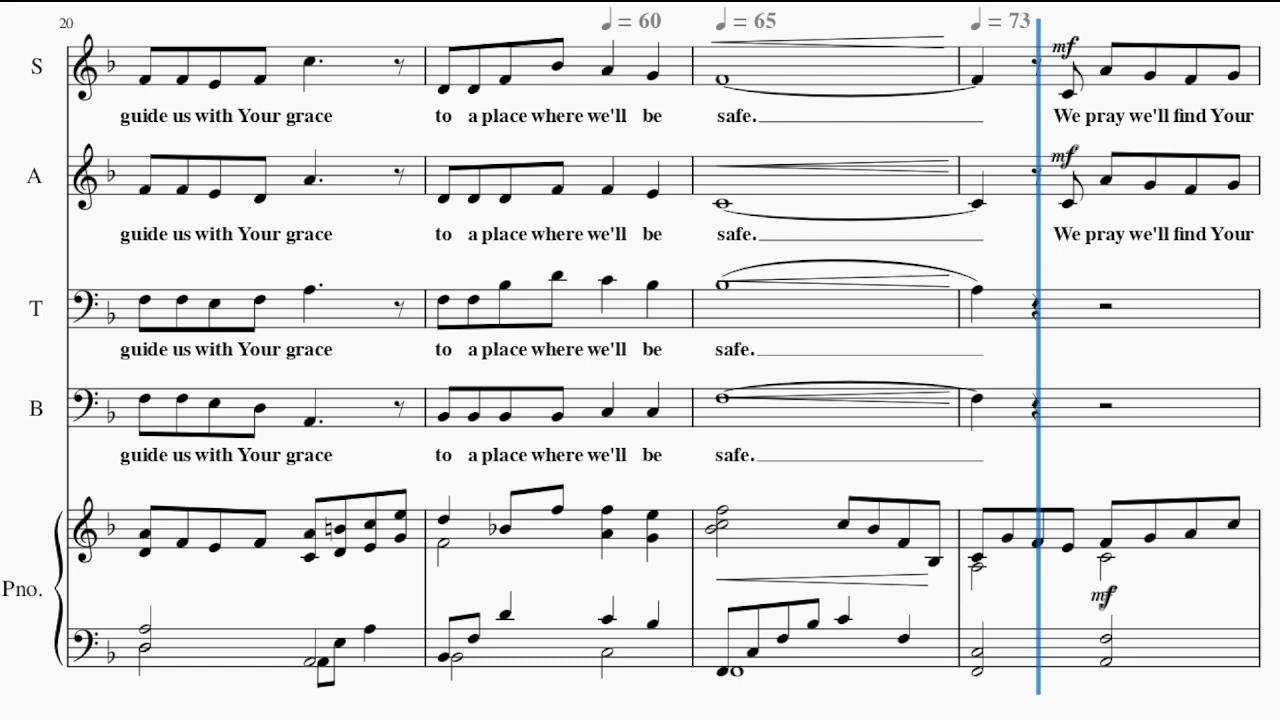 20 ♩ = 60 ♩ = 65 ♩ = 73
S mf
guide us with Your grace to a place where we'll be safe. We pray we'll find Your
A mf
guide us with Your grace to a place where we'll be safe. We pray we'll find Your
T
guide us with Your grace to a place where we'll be safe.
B
guide us with Your grace to a place where we'll be safe.
Pno.
mf